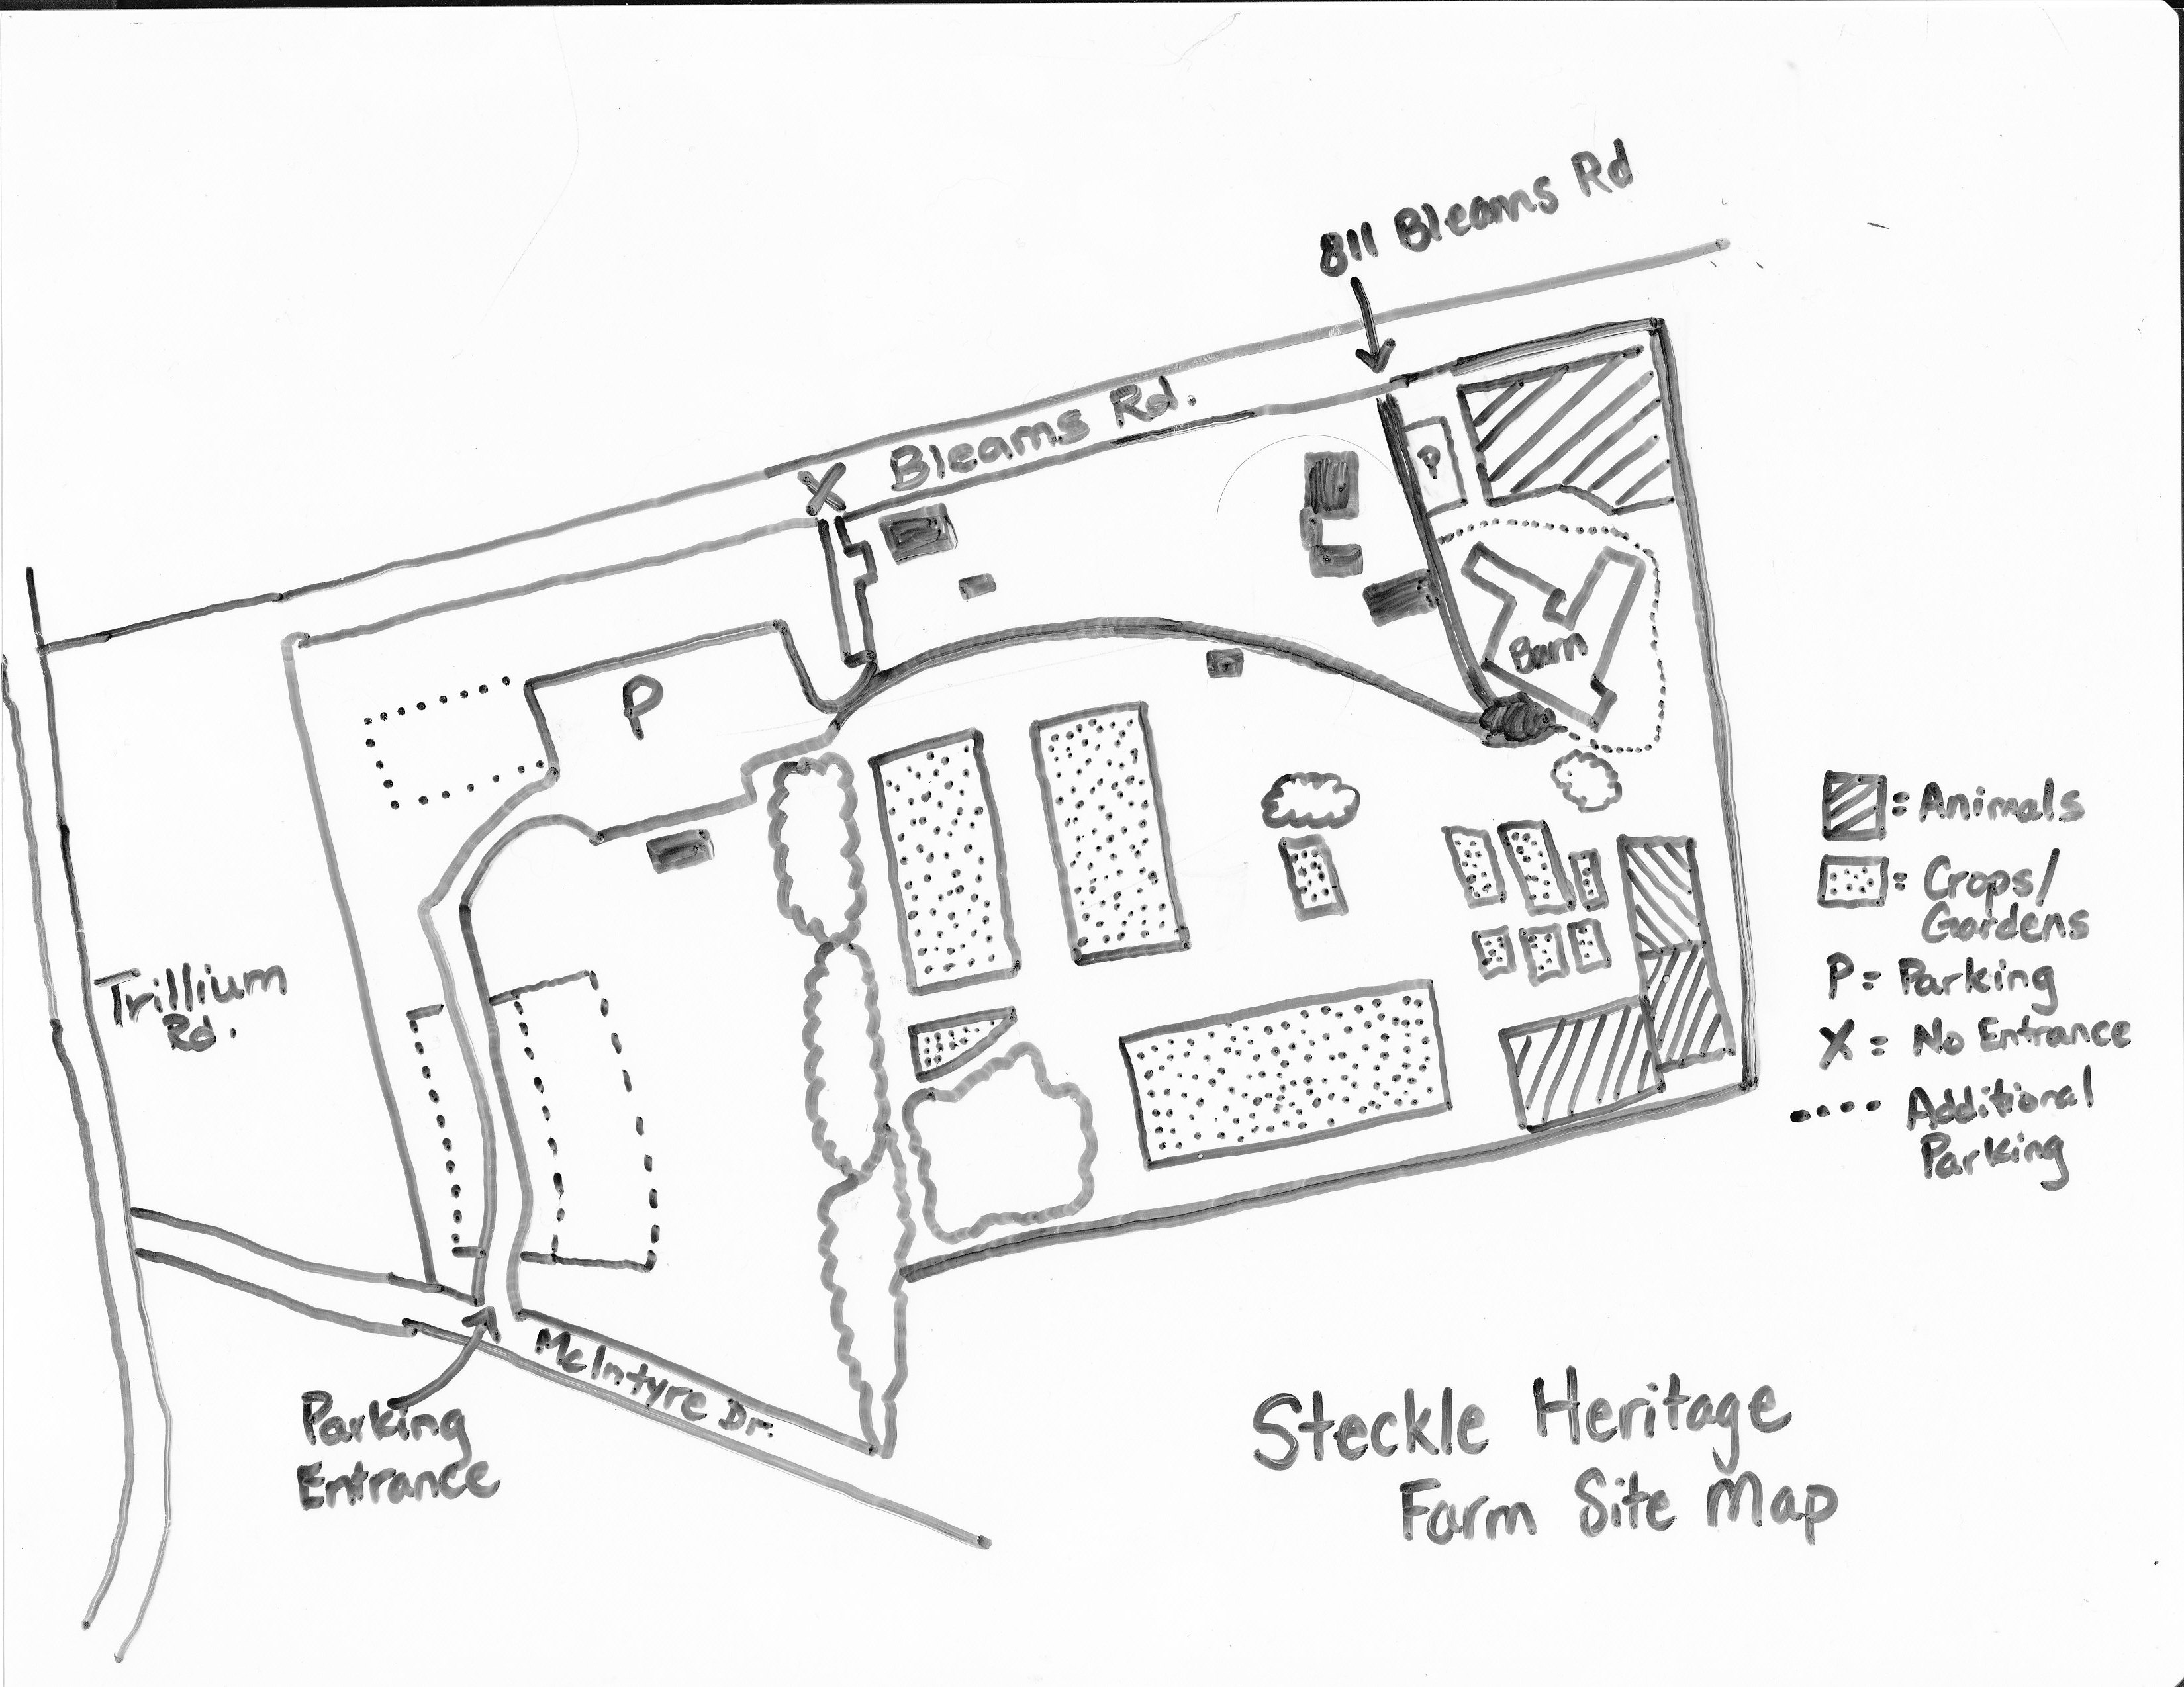 811 Bleams Rd
X Bleams Rd.
P
P
Barn
Trillium
Rd.
= Animals
= Crops/
Gardens
P = Parking
X = No Entrance
.... Additional
Parking
McIntyre Dr.
Parking
Entrance
Steckle Heritage
Farm Site Map